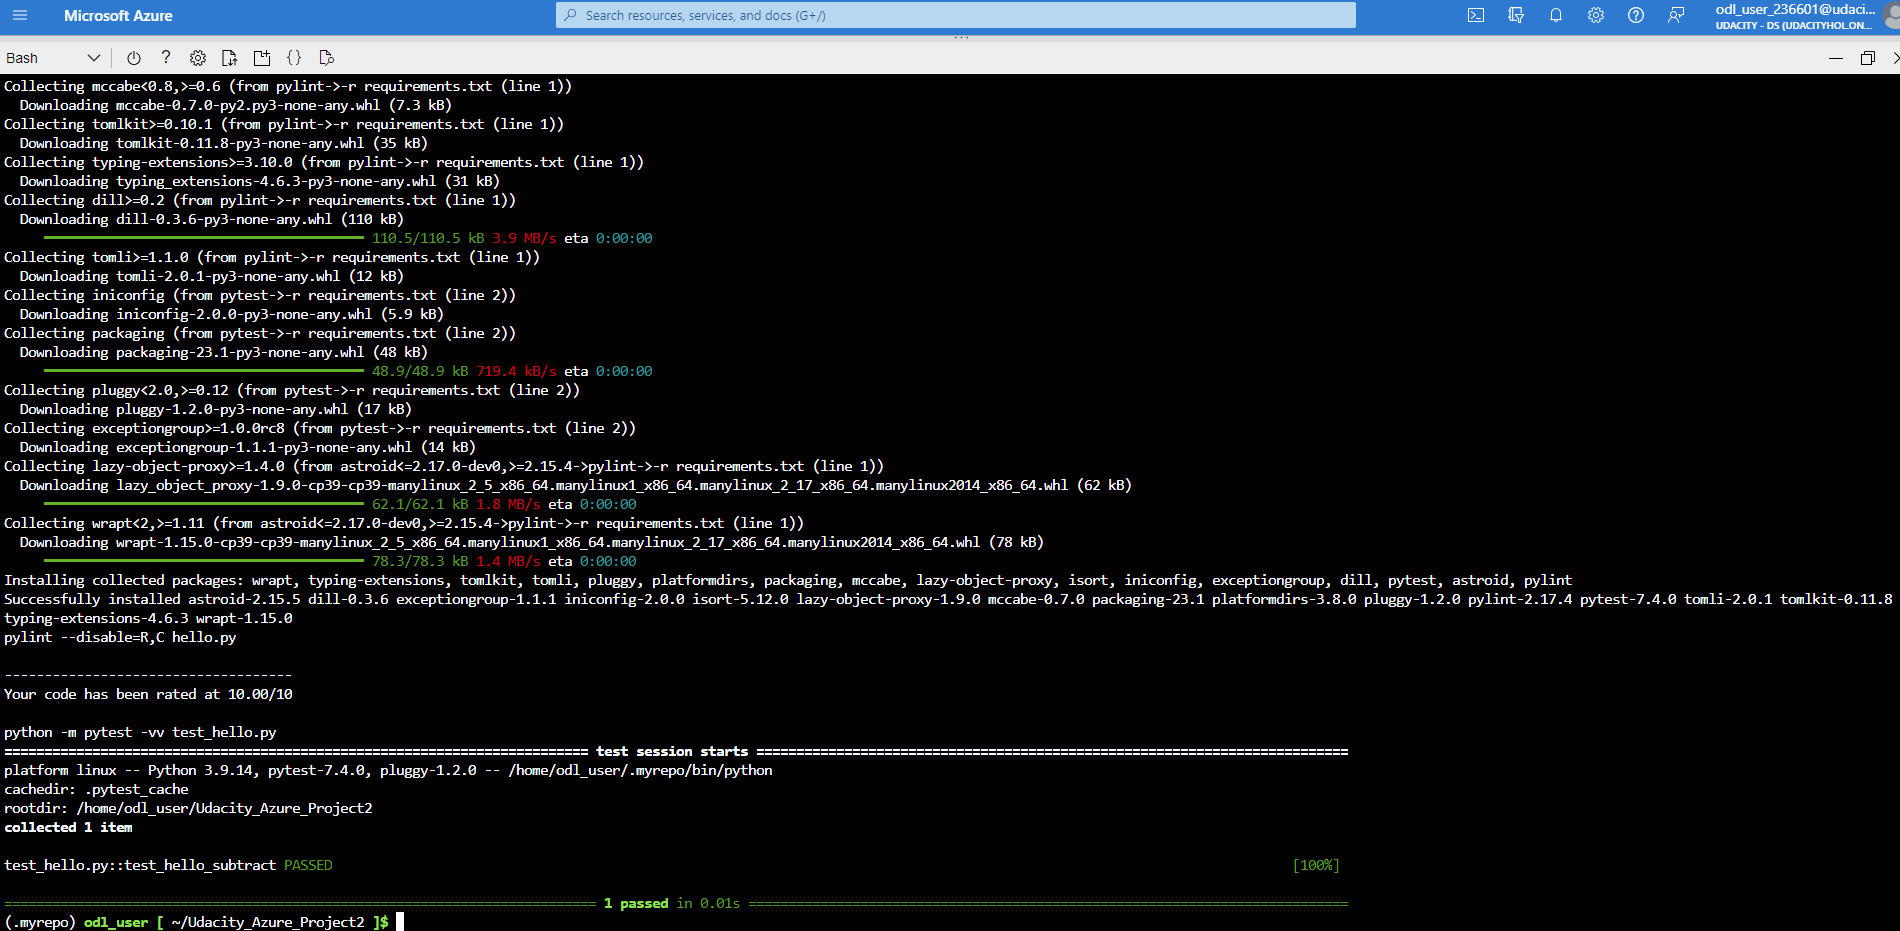 Microsoft Azure
Search resources, services, and docs (G+/)
odl_user_236601@udaci...
UDACITY - DS (UDACITYHOLON...
Bash
Collecting mccabe<0.8,>=0.6 (from pylint->-r requirements.txt (line 1))
Downloading mccabe-0.7.0-py2.py3-none-any.whl (7.3 kB)
Collecting tomlkit>=0.10.1 (from pylint->-r requirements.txt (line 1))
Downloading tomlkit-0.11.8-py3-none-any.whl (35 kB)
Collecting typing-extensions>=3.10.0 (from pylint->-r requirements.txt (line 1))
Downloading typing_extensions-4.6.3-py3-none-any.whl (31 kB)
Collecting dill>=0.2 (from pylint->-r requirements.txt (line 1))
Downloading dill-0.3.6-py3-none-any.whl (110 kB)
110.5/110.5 kB 3.9 MB/s eta 0:00:00
Collecting tomli>=1.1.0 (from pylint->-r requirements.txt (line 1))
Downloading tomli-2.0.1-py3-none-any.whl (12 kB)
Collecting iniconfig (from pytest->-r requirements.txt (line 2))
Downloading iniconfig-2.0.0-py3-none-any.whl (5.9 kB)
Collecting packaging (from pytest->-r requirements.txt (line 2))
Downloading packaging-23.1-py3-none-any.whl (48 kB)
48.9/48.9 kB 719.4 kB/s eta 0:00:00
Collecting pluggy<2.0,>=0.12 (from pytest->-r requirements.txt (line 2))
Downloading pluggy-1.2.0-py3-none-any.whl (17 kB)
Collecting exceptiongroup>=1.0.0rc8 (from pytest->-r requirements.txt (line 2))
Downloading exceptiongroup-1.1.1-py3-none-any.whl (14 kB)
Collecting lazy-object-proxy>=1.4.0 (from astroid<=2.17.0-dev0,>=2.15.4->pylint->-r requirements.txt (line 1))
Downloading lazy_object_proxy-1.9.0-cp39-cp39-manylinux_2_5_x86_64.manylinux1_x86_64.manylinux_2_17_x86_64.manylinux2014_x86_64.whl (62 kB)
62.1/62.1 kB 1.8 MB/s eta 0:00:00
Collecting wrapt<2,>=1.11 (from astroid<=2.17.0-dev0,>=2.15.4->pylint->-r requirements.txt (line 1))
Downloading wrapt-1.15.0-cp39-cp39-manylinux_2_5_x86_64.manylinux1_x86_64.manylinux_2_17_x86_64.manylinux2014_x86_64.whl (78 kB)
78.3/78.3 kB 1.4 MB/s eta 0:00:00
Installing collected packages: wrapt, typing-extensions, tomlkit, tomli, pluggy, platformdirs, packaging, mccabe, lazy-object-proxy, isort, iniconfig, exceptiongroup, dill, pytest, astroid, pylint
Successfully installed astroid-2.15.5 dill-0.3.6 exceptiongroup-1.1.1 iniconfig-2.0.0 isort-5.12.0 lazy-object-proxy-1.9.0 mccabe-0.7.0 packaging-23.1 platformdirs-3.8.0 pluggy-1.2.0 pylint-2.17.4 pytest-7.4.0 tomli-2.0.1 tomlkit-0.11.8
typing-extensions-4.6.3 wrapt-1.15.0
pylint --disable=R,C hello.py
------------------------------------
Your code has been rated at 10.00/10
python -m pytest -vv test_hello.py
========================================================================= test session starts ==========================================================================
platform linux -- Python 3.9.14, pytest-7.4.0, pluggy-1.2.0 -- /home/odl_user/.myrepo/bin/python
cachedir: .pytest_cache
rootdir: /home/odl_user/Udacity_Azure_Project2
collected 1 item
test_hello.py::test_hello_subtract PASSED [100%]
========================================================================== 1 passed in 0.01s ===========================================================================
(.myrepo) odl_user [ ~/Udacity_Azure_Project2 ]$